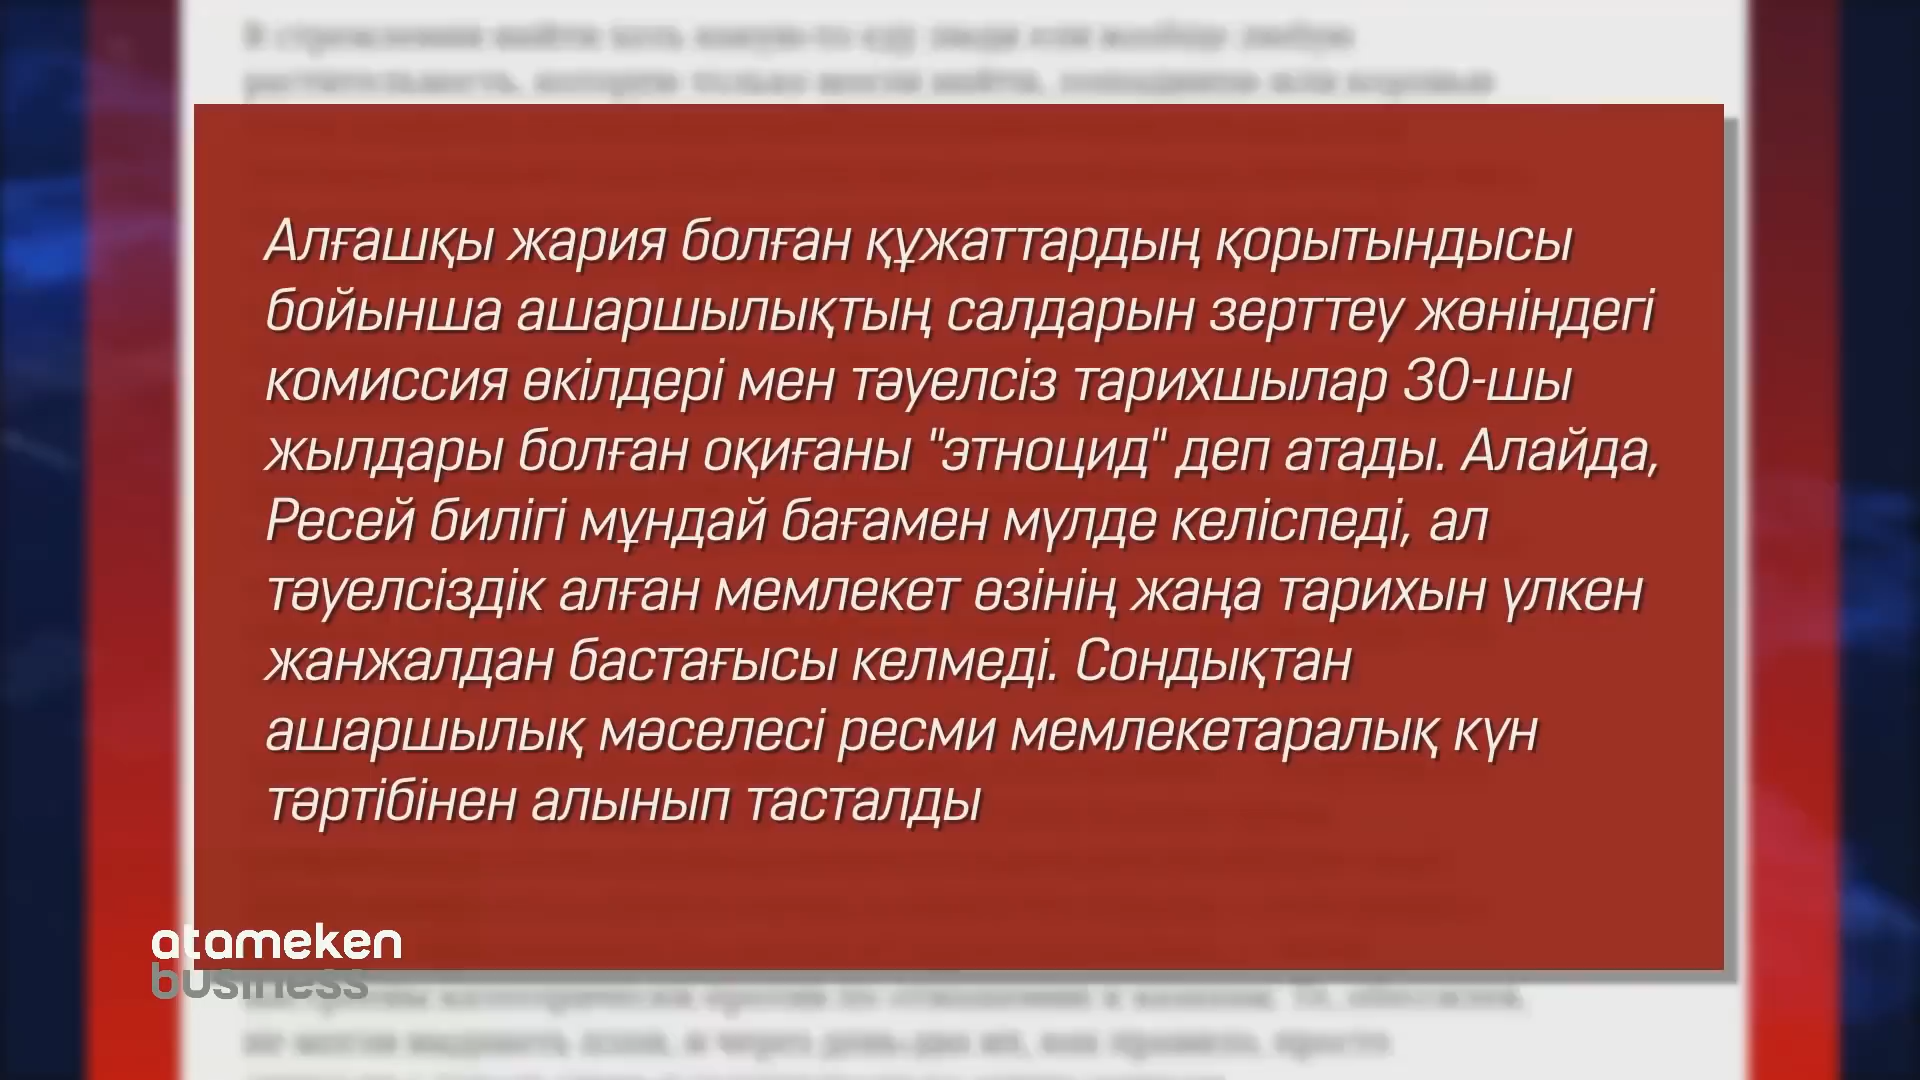 Алғашқы жария болған құжаттардың қорытындысы
бойынша ашаршылықтың салдарын зерттеу жөніндегі
комиссия өкілдері мен тәуелсіз тарихшылар 30-шы
жылдары болған оқиғаны "этноцид" деп атады. Алайда,
Ресей билігі мұндай бағамен мүлде келіспеді, ал
тәуелсіздік алған мемлекет өзінің жаңа тарихын үлкен
жанжалдан бастағысы келмеді. Сондықтан
ашаршылық мәселесі ресми мемлекетаралық күн
тәртібінен алынып тасталды
atameken
business